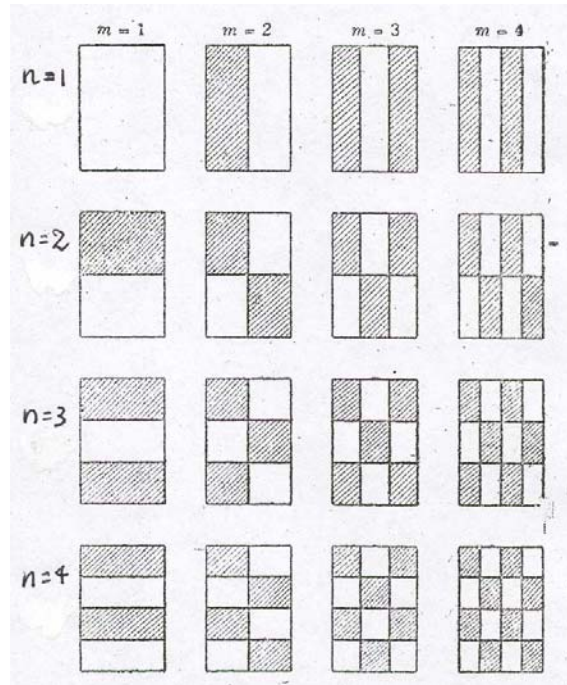 m = 1 m = 2 m = 3 m = 4
n=1
n=2
n=3
n=4